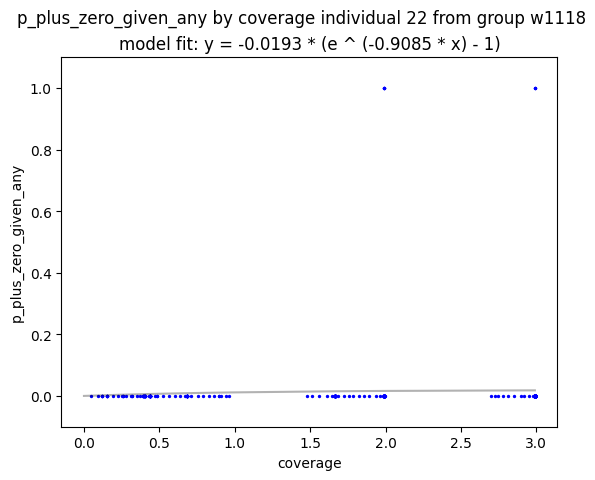 p_plus_zero_given_any by coverage individual 22 from group w1118
model fit: y = -0.0193 * (e ^ (-0.9085 * x) - 1)
1.0
0.8
0.6
0.4
0.2
0.0
p_plus_zero_given_any
0.0 0.5 1.0 1.5 2.0 2.5 3.0
coverage